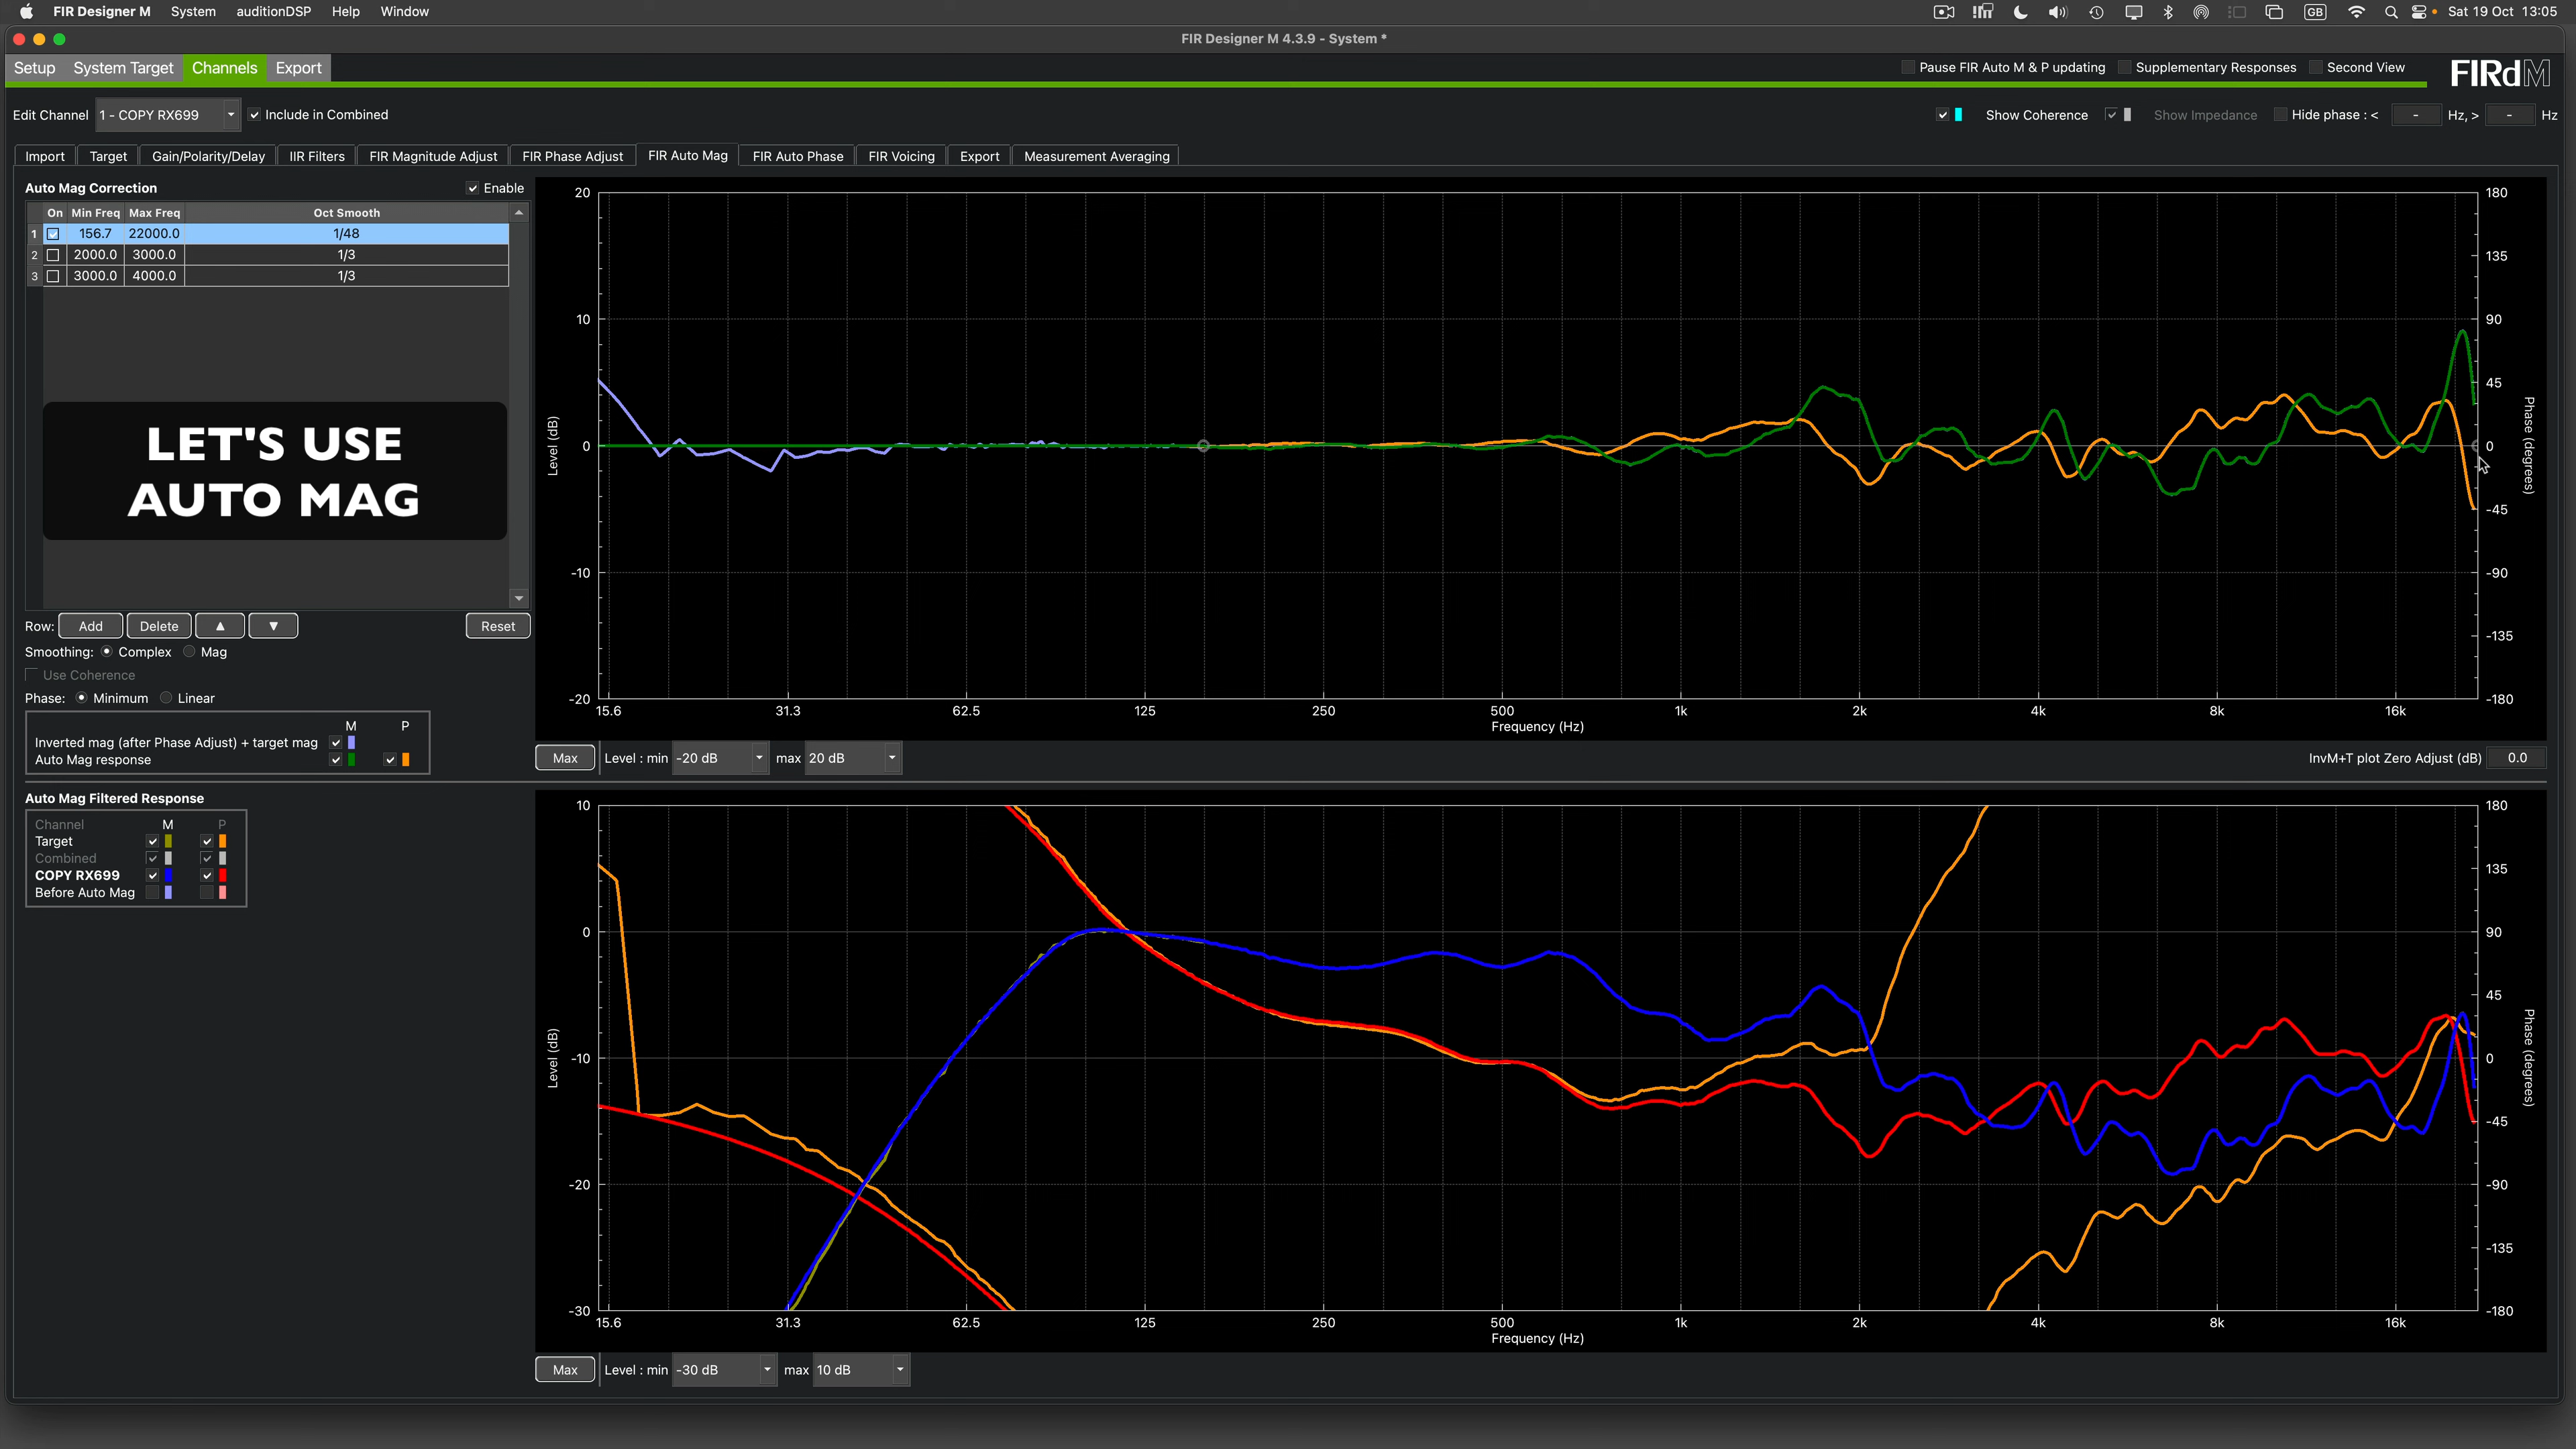 FIR Designer M System auditionDSP Help Window GB Sat 19 Oct 13:05
FIR Designer M 4.3.9 - System *
Setup System Target Channels Export Pause FIR Auto M & P updating Supplementary Responses Second View FIRdM
Edit Channel 1 - COPY RX699 Include in Combined Show Coherence Show Impedance Hide phase : < - Hz, > - Hz
Import Target Gain/Polarity/Delay IIR Filters FIR Magnitude Adjust FIR Phase Adjust FIR Auto Mag FIR Auto Phase FIR Voicing Export Measurement Averaging
Auto Mag Correction Enable
On Min Freq Max Freq Oct Smooth
1 156.7 22000.0 1/48
2 2000.0 3000.0 1/3
3 3000.0 4000.0 1/3
LET'S USE
AUTO MAG
Row: Add Delete ▲ ▼ Reset
Smoothing: Complex Mag
Use Coherence
Phase: Minimum Linear
M P
Inverted mag (after Phase Adjust) + target mag
Auto Mag response
20
10
0
-10
-20
Level (dB)
180
135
90
45
0
-45
-90
-135
-180
Phase (degrees)
15.6 31.3 62.5 125 250 500 1k 2k 4k 8k 16k
Frequency (Hz)
Max Level : min -20 dB max 20 dB InvM+T plot Zero Adjust (dB) 0.0
Auto Mag Filtered Response
Channel M P
Target
Combined
COPY RX699
Before Auto Mag
10
0
-10
-20
-30
Level (dB)
180
135
90
45
0
-45
-90
-135
-180
Phase (degrees)
15.6 31.3 62.5 125 250 500 1k 2k 4k 8k 16k
Frequency (Hz)
Max Level : min -30 dB max 10 dB